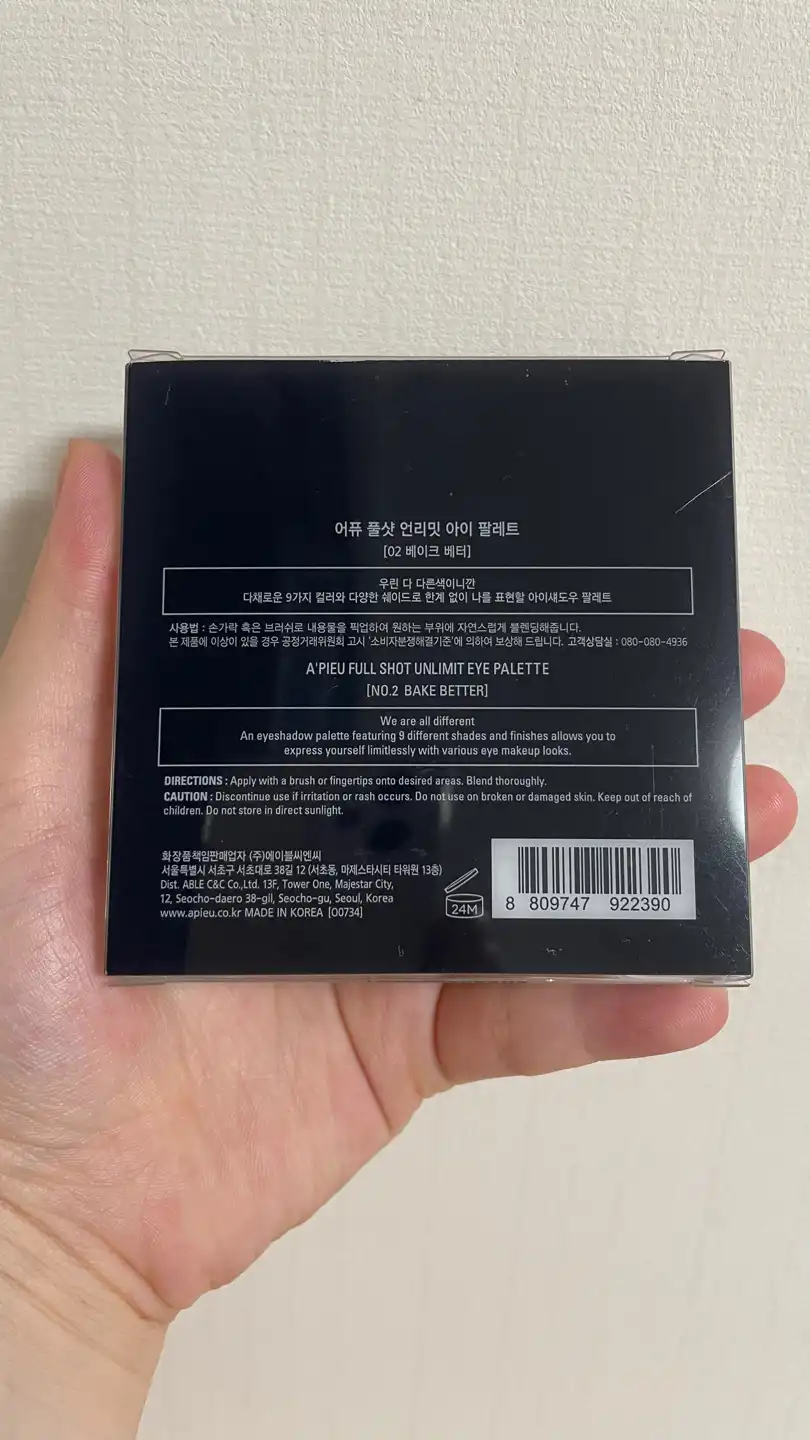 어퓨 풀샷 언리밋 아이 팔레트
[02 베이크 베터]
우린 다 다른색이니깐
다채로운 9가지 컬러와 다양한 쉐이드로 한계 없이 나를 표현할 아이섀도우 팔레트
사용법 : 손가락 혹은 브러쉬로 내용물을 픽업하여 원하는 부위에 자연스럽게 블렌딩해줍니다.
본 제품에 이상이 있을 경우 공정거래위원회 고시 '소비자분쟁해결기준'에 의하여 보상해 드립니다. 고객상담실 : 080-080-4936
A'PIEU FULL SHOT UNLIMIT EYE PALETTE
[NO.2 BAKE BETTER]
We are all different
An eyeshadow palette featuring 9 different shades and finishes allows you to
express yourself limitlessly with various eye makeup looks.
DIRECTIONS : Apply with a brush or fingertips onto desired areas. Blend thoroughly.
CAUTION : Discontinue use if irritation or rash occurs. Do not use on broken or damaged skin. Keep out of reach of
children. Do not store in direct sunlight.
화장품책임판매업자 (주)에이블씨엔씨
서울특별시 서초구 서초대로 38길 12 (서초동, 마제스타시티 타워원 13층)
Dist. ABLE C&C Co.,Ltd. 13F, Tower One, Majestar City,
12, Seocho-daero 38-gil, Seocho-gu, Seoul, Korea
www.apieu.co.kr MADE IN KOREA [O0734]
24M
8 809747 922390